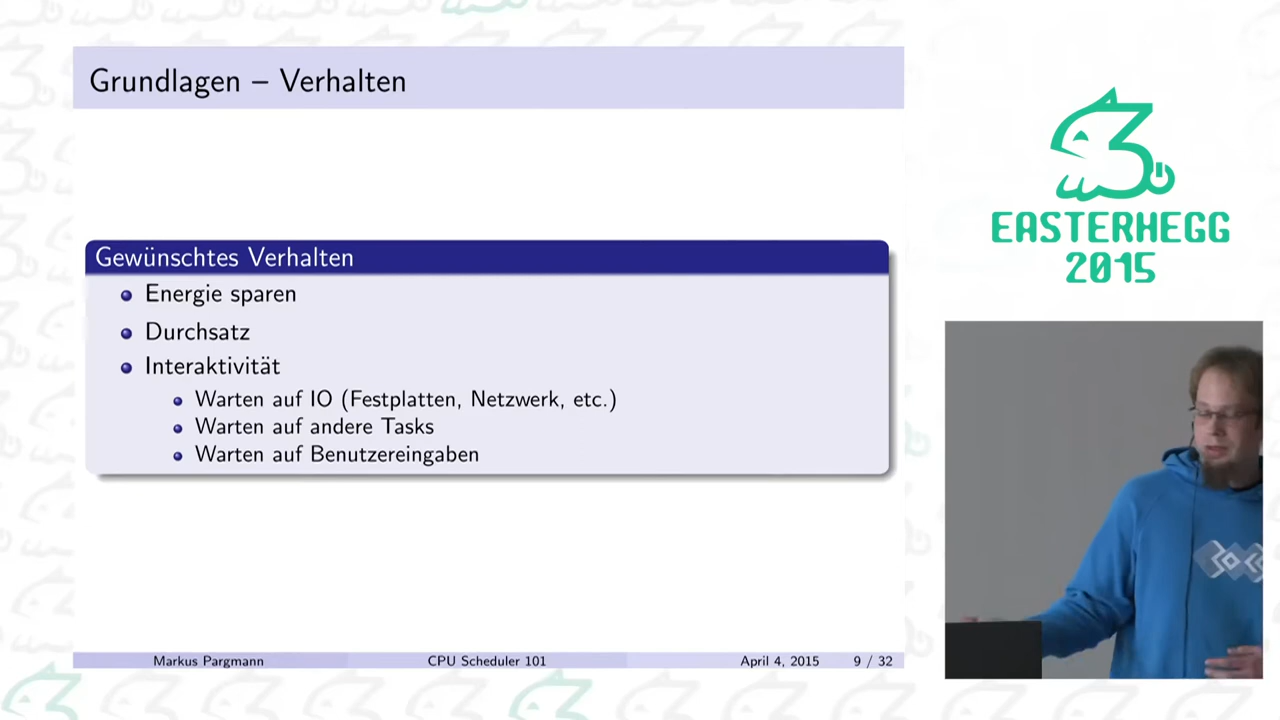 Grundlagen – Verhalten
Gewünschtes Verhalten
Energie sparen
Durchsatz
Interaktivität
Warten auf IO (Festplatten, Netzwerk, etc.)
Warten auf andere Tasks
Warten auf Benutzereingaben
Markus Pargmann CPU Scheduler 101 April 4, 2015 9 / 32
EASTERHEGG
2015